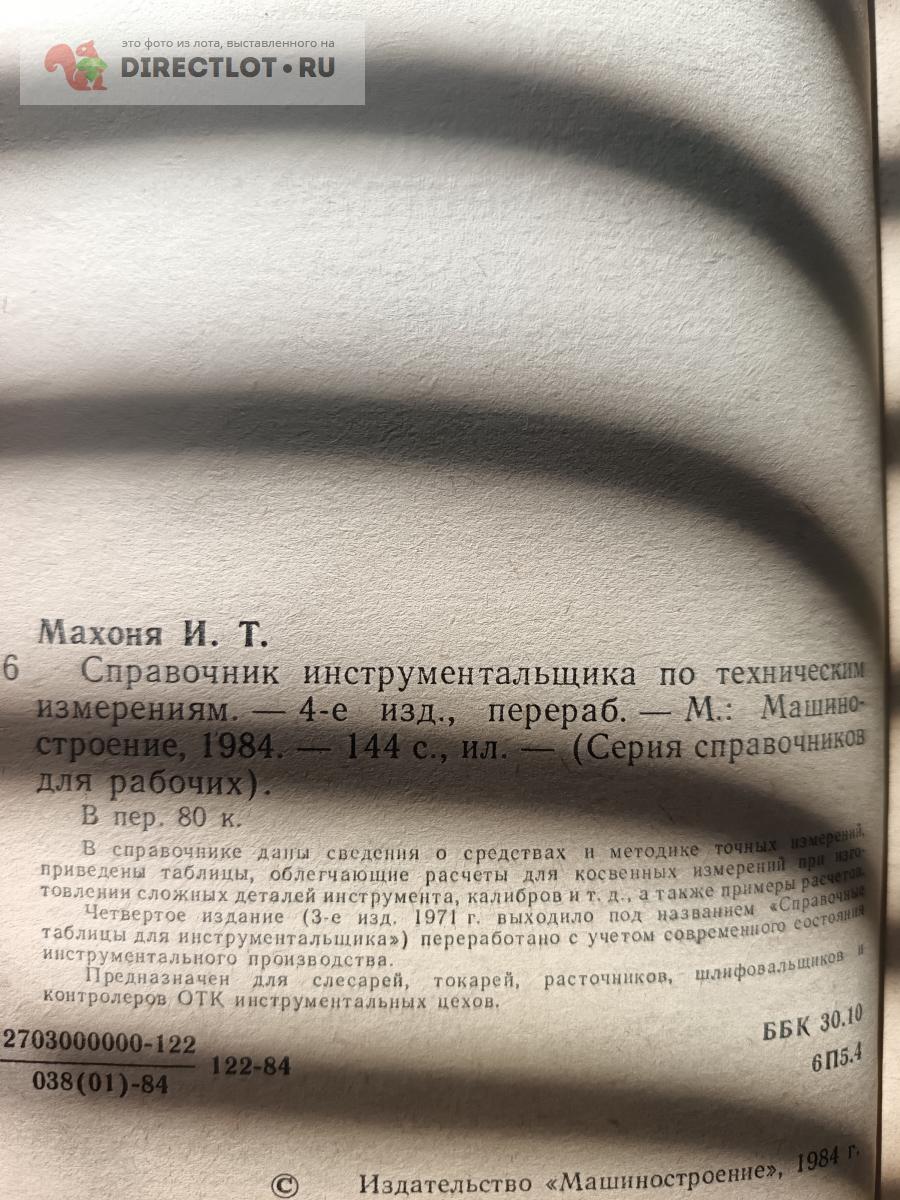 это фото из лота, выставленного на
DIRECTLOT•RU
Махоня И. Т.
6 Справочник инструментальщика по техническим
измерениям. — 4-е изд., перераб. — М.: Машино-
строение, 1984. — 144 с., ил. — (Серия справочников
для рабочих).
В пер. 80 к.
В справочнике даны сведения о средствах и методике точных измерений,
приведены таблицы, облегчающие расчеты для косвенных измерений при изго-
товлении сложных деталей инструмента, калибров и т. д., а также примеры расчетов.
Четвертое издание (3-е изд. 1971 г. выходило под названием «Справочные
таблицы для инструментальщика») переработано с учетом современного состояния
инструментального производства.
Предназначен для слесарей, токарей, расточников, шлифовальщиков и
контролеров ОТК инструментальных цехов.
2703000000-122
038(01)-84
122-84
ББК 30.10
6П5.4
© Издательство «Машиностроение», 1984 г.